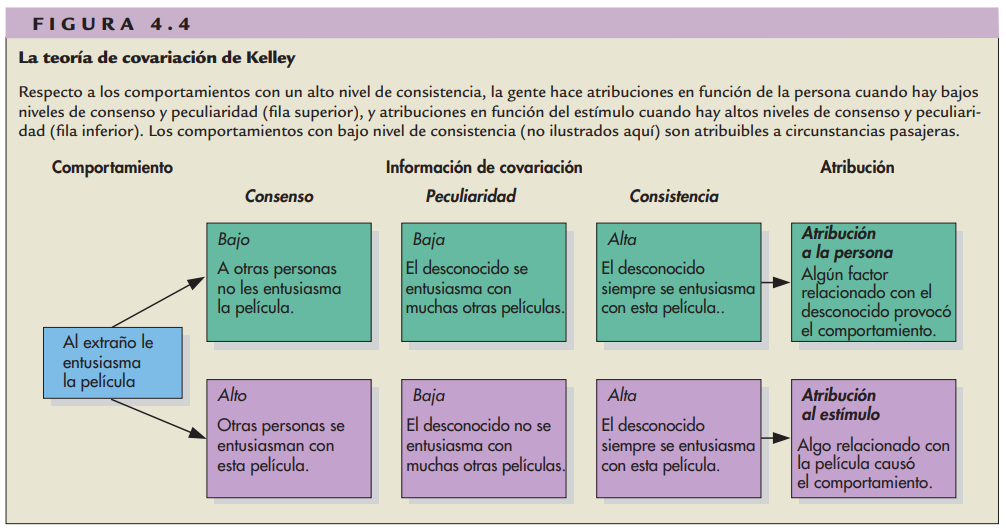 FIGURA 4.4
La teoría de covariación de Kelley
Respecto a los comportamientos con un alto nivel de consistencia, la gente hace atribuciones en función de la persona cuando hay bajos
niveles de consenso y peculiaridad (fila superior), y atribuciones en función del estímulo cuando hay altos niveles de consenso y peculiari-
dad (fila inferior). Los comportamientos con bajo nivel de consistencia (no ilustrados aquí) son atribuibles a circunstancias pasajeras.
Comportamiento
Información de covariación
Atribución
Consenso
Peculiaridad
Consistencia
Al extraño le
entusiasma
la película
Bajo
A otras personas
no les entusiasma
la película.
Baja
El desconocido se
entusiasma con
muchas otras películas.
Alta
El desconocido
siempre se entusiasma
con esta película..
Atribución
a la persona
Algún factor
relacionado con el
desconocido provocó
el comportamiento.
Alto
Otras personas se
entusiasman con
esta película.
Baja
El desconocido no se
entusiasma con
muchas otras películas.
Alta
El desconocido
siempre se entusiasma
con esta película.
Atribución
al estímulo
Algo relacionado con
la película causó
el comportamiento.